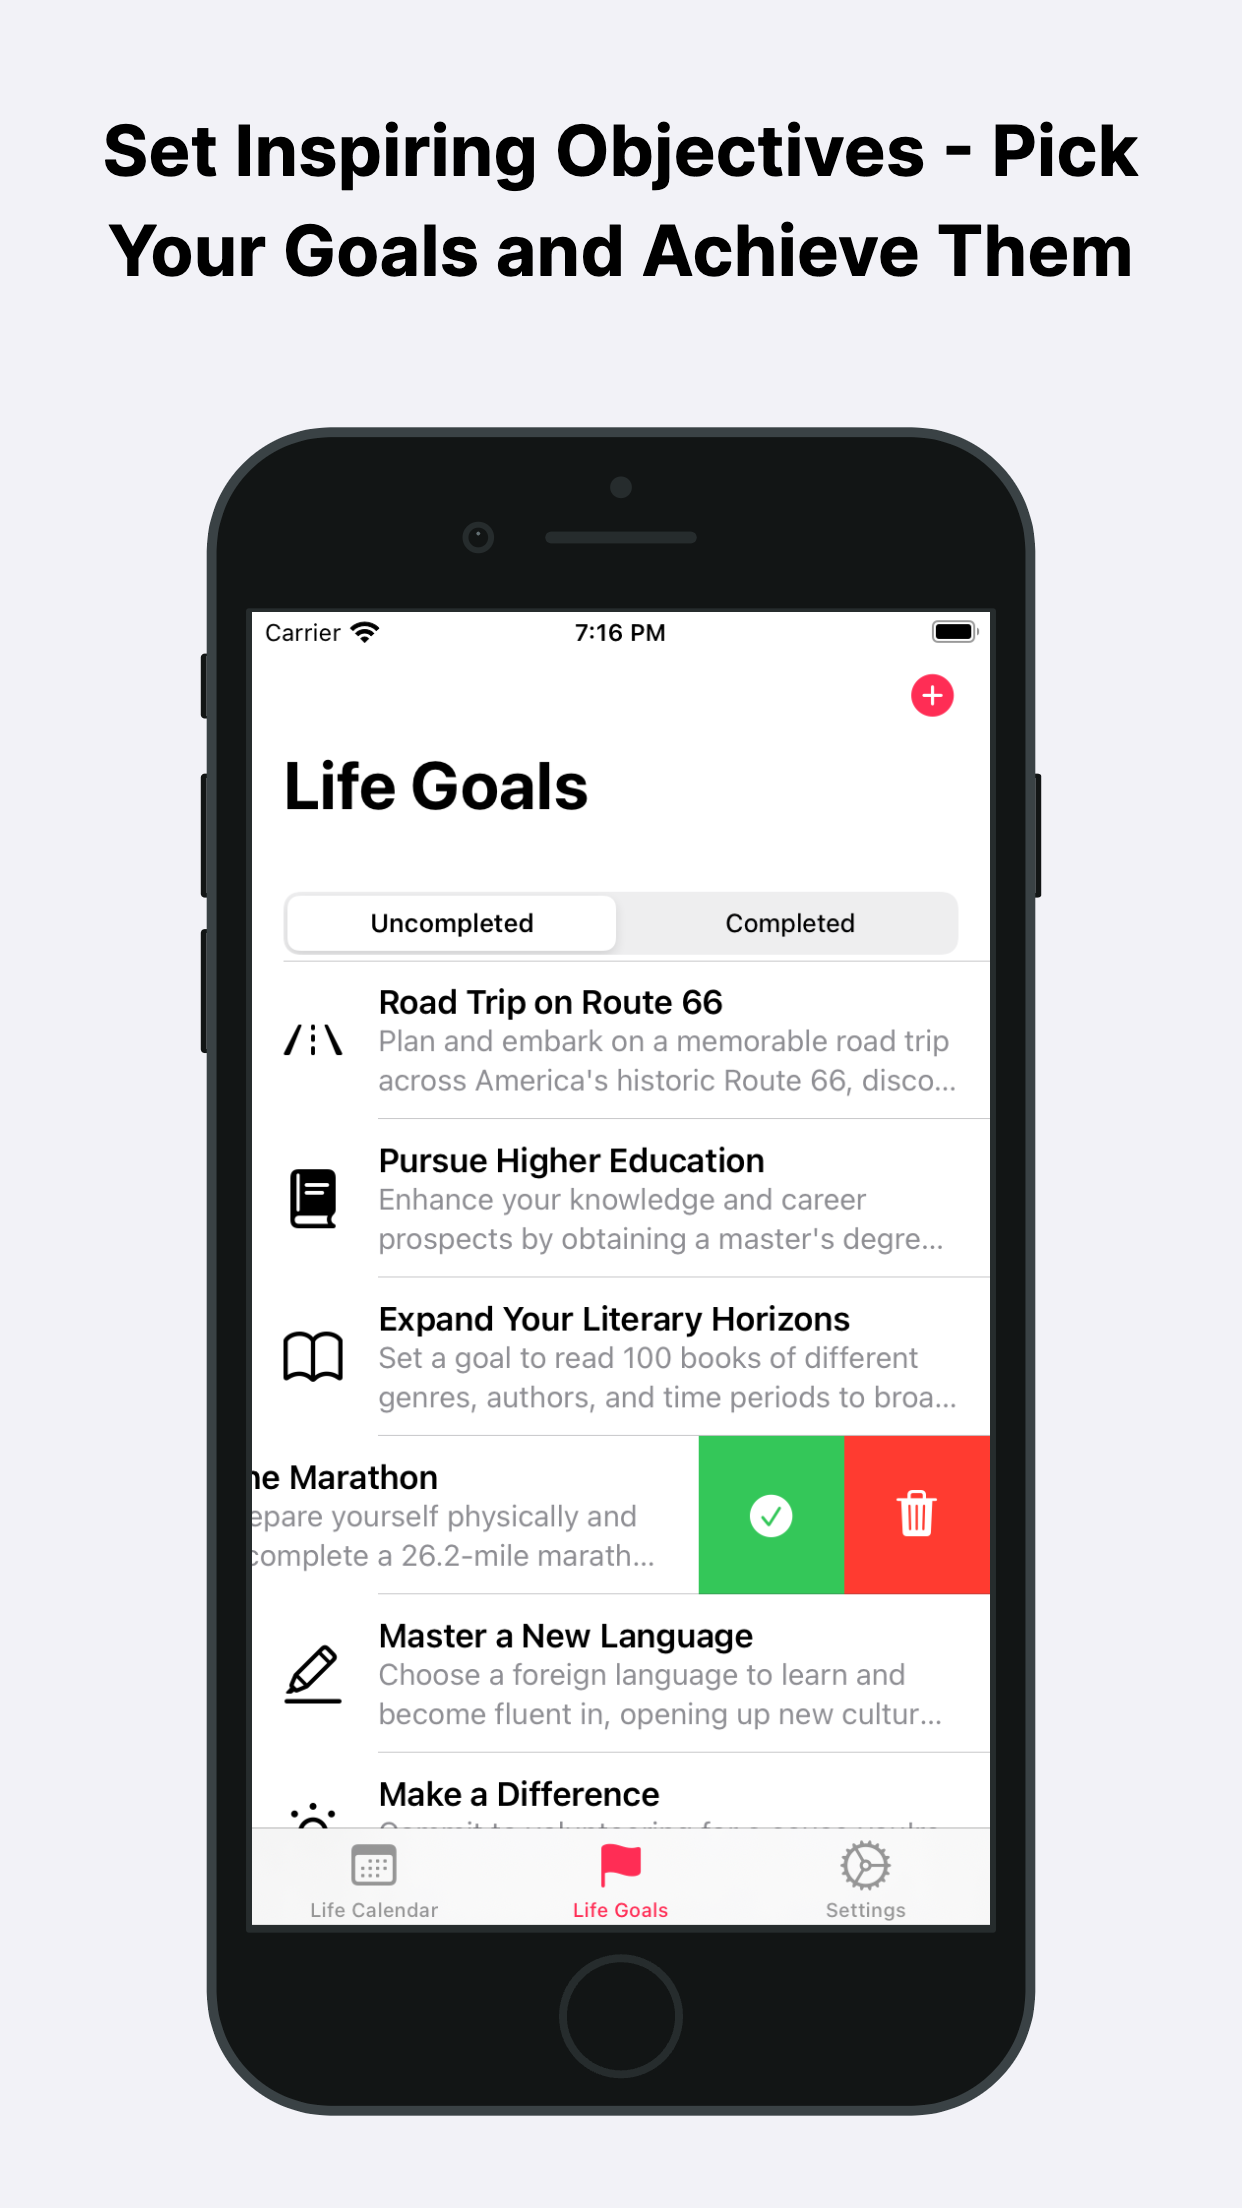 Set Inspiring Objectives - Pick
Your Goals and Achieve Them
Carrier
7:16 PM
Life Goals
Uncompleted
Completed
Road Trip on Route 66
Plan and embark on a memorable road trip
across America's historic Route 66, disco...
Pursue Higher Education
Enhance your knowledge and career
prospects by obtaining a master's degre...
Expand Your Literary Horizons
Set a goal to read 100 books of different
genres, authors, and time periods to broa...
he Marathon
epare yourself physically and
complete a 26.2-mile marath...
Master a New Language
Choose a foreign language to learn and
become fluent in, opening up new cultur...
Make a Difference
Life Calendar
Life Goals
Settings